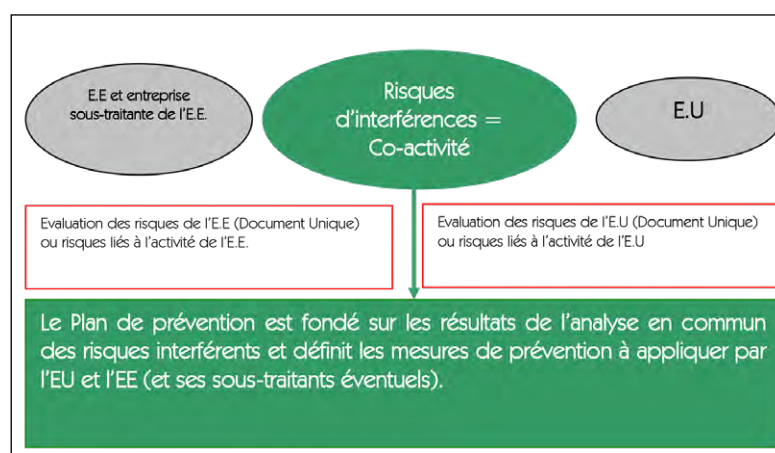 E.E et entreprise
sous-traitante de l'E.E.
Risques
d'interférences =
Co-activité
E.U
Evaluation des risques de l'E.E (Document Unique)
ou risques liés à l'activité de l'E.E.
Evaluation des risques de l'E.U (Document Unique)
ou risques liés à l'activité de l'E.U
Le Plan de prévention est fondé sur les résultats de l'analyse en commun
des risques interférents et définit les mesures de prévention à appliquer par
l'EU et l'EE (et ses sous-traitants éventuels).